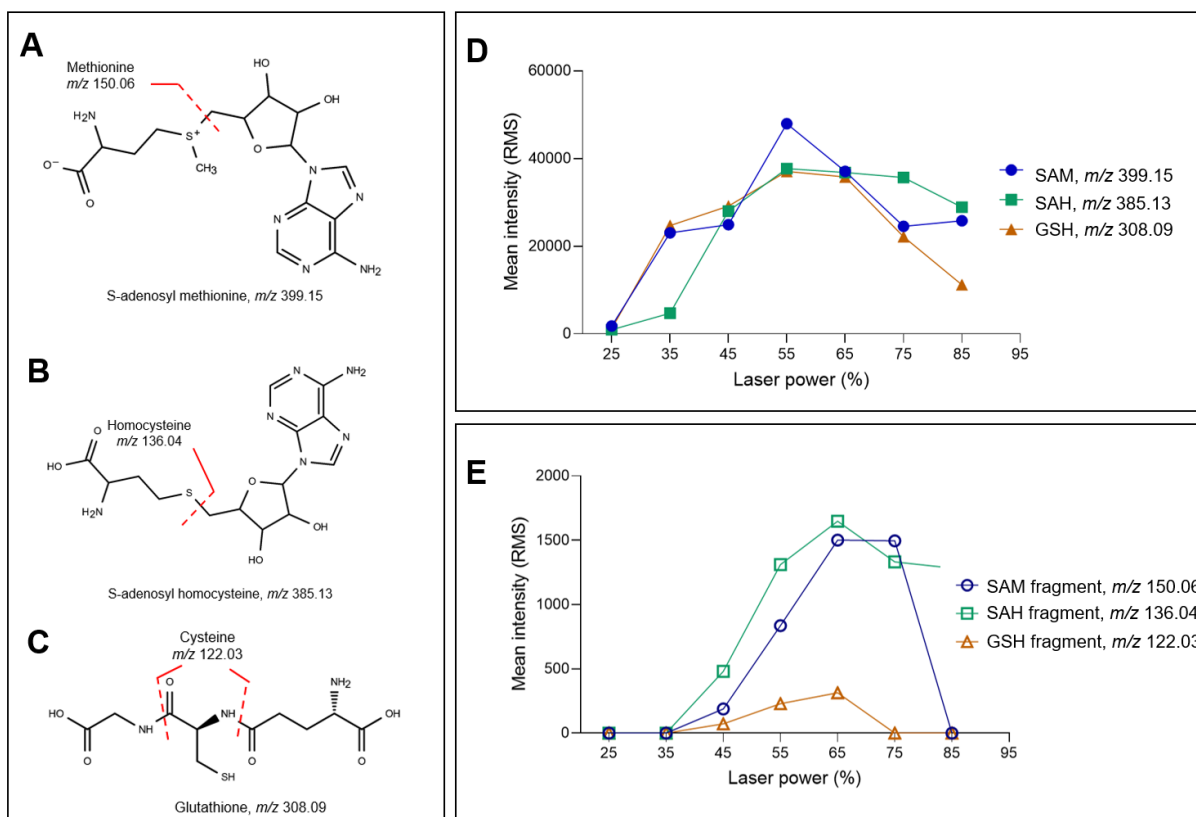 A
Methionine
m/z 150.06
HO
OH
H₂N
S⁺
O⁻
O
CH₃
O
N
N
N
N
NH₂
S-adenosyl methionine, m/z 399.15
B
NH₂
N
N
N
N
Homocysteine
m/z 136.04
O
HO
S
O
H₂N
OH
HO
S-adenosyl homocysteine, m/z 385.13
C
Cysteine
m/z 122.03
O
NH₂
HO
NH
NH
OH
O
O
O
SH
Glutathione, m/z 308.09
D
Mean intensity (RMS)
60000
40000
20000
0
25 35 45 55 65 75 85 95
Laser power (%)
SAM, m/z 399.15
SAH, m/z 385.13
GSH, m/z 308.09
E
Mean intensity (RMS)
2000
1500
1000
500
0
25 35 45 55 65 75 85 95
Laser power (%)
SAM fragment, m/z 150.06
SAH fragment, m/z 136.04
GSH fragment, m/z 122.03